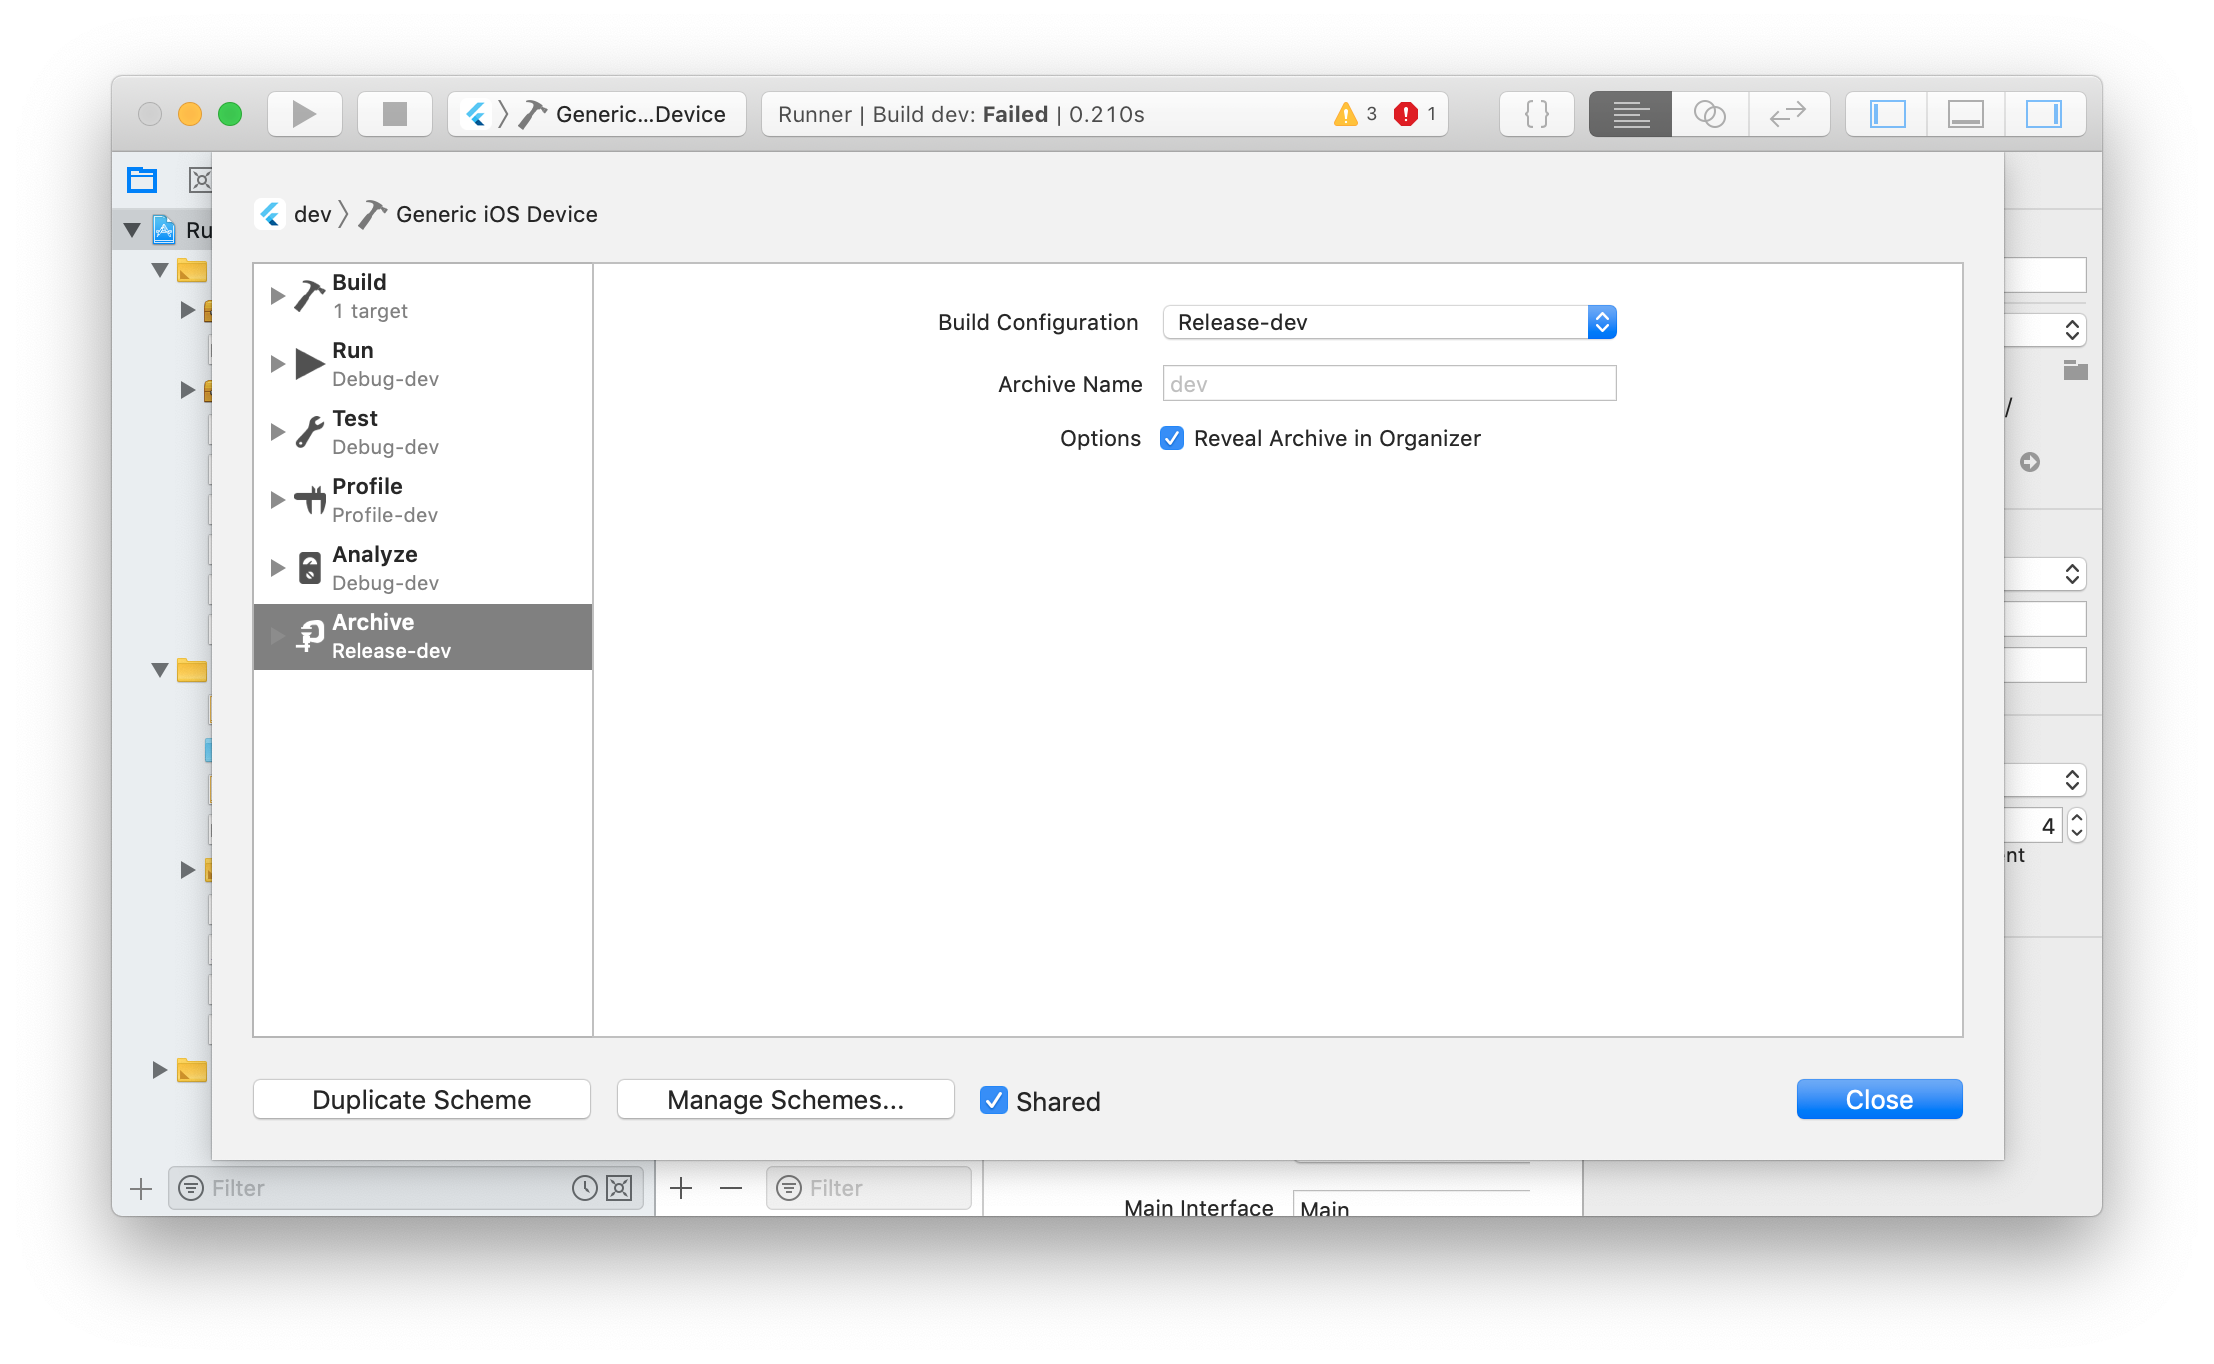 Generic...Device
Runner | Build dev: Failed | 0.210s
3
1
{ }
Ru
dev
Generic iOS Device
Build
1 target
Run
Debug-dev
Test
Debug-dev
Profile
Profile-dev
Analyze
Debug-dev
Archive
Release-dev
Build Configuration
Release-dev
Archive Name
dev
Options
Reveal Archive in Organizer
/
4
nt
Duplicate Scheme
Manage Schemes...
Shared
Close
Filter
Filter
Main Interface
Main